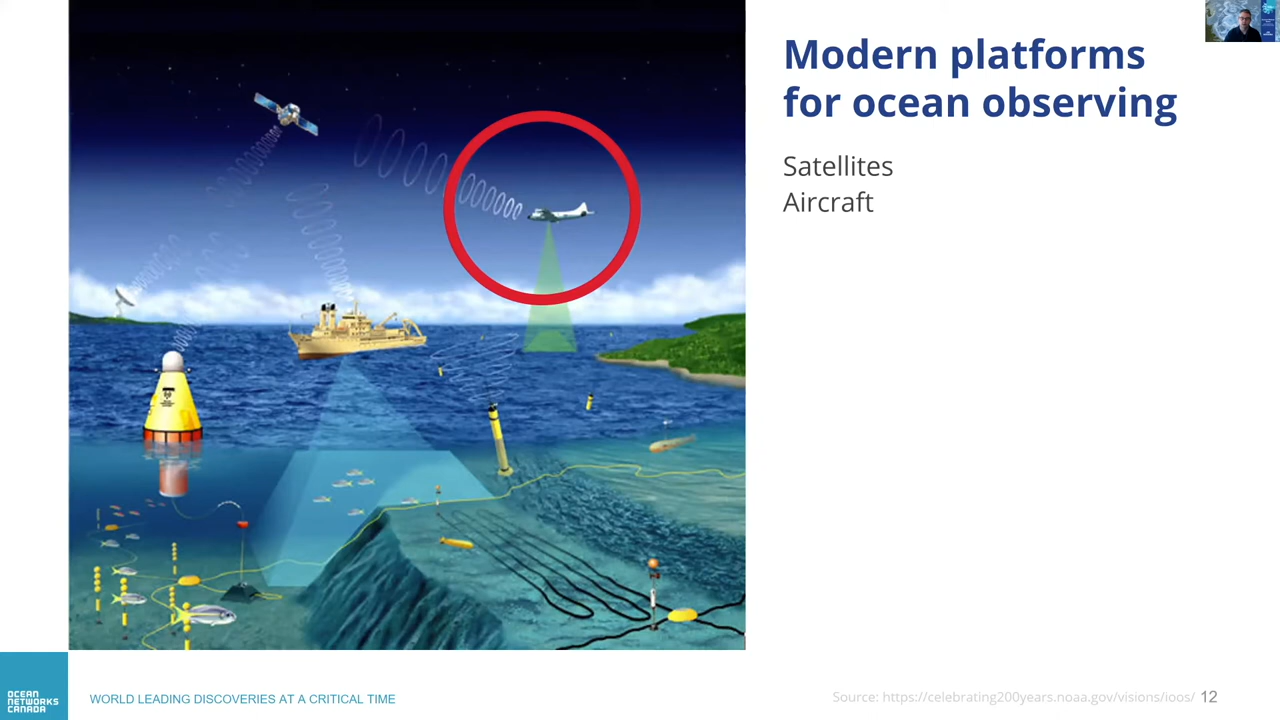 Modern platforms
for ocean observing
Satellites
Aircraft
OCEAN
NETWORKS
CANADA
WORLD LEADING DISCOVERIES AT A CRITICAL TIME
Source: https://celebrating200years.noaa.gov/visions/ioos/ 12